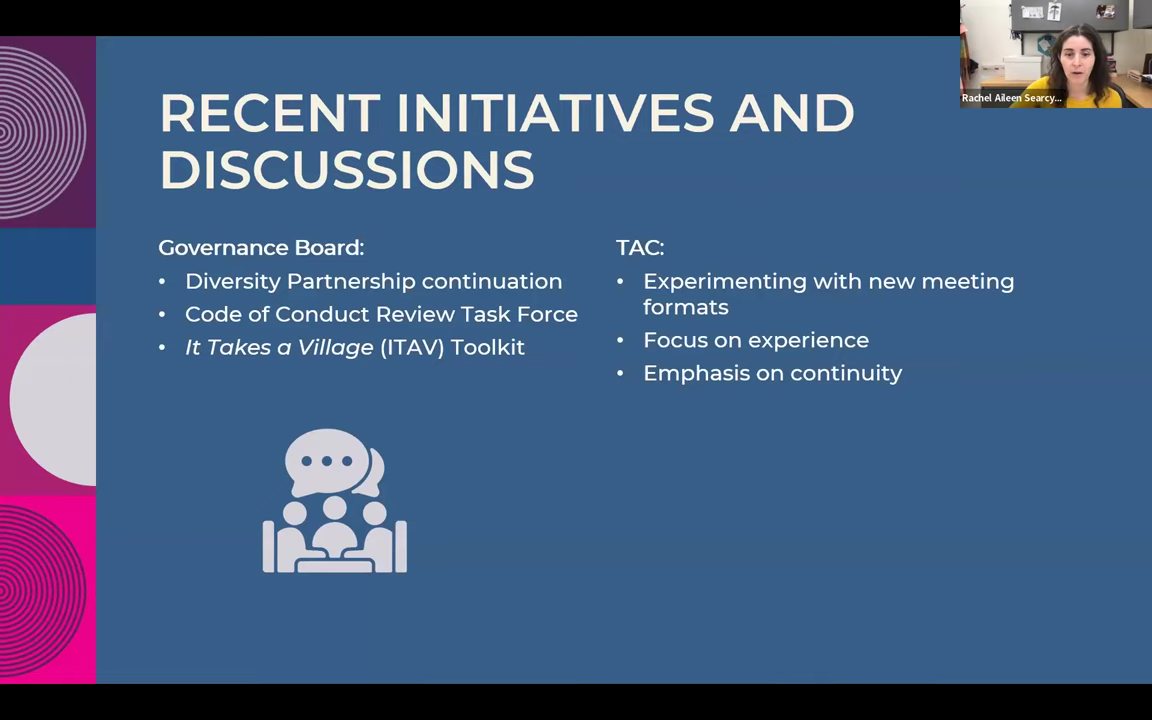 RECENT INITIATIVES AND
DISCUSSIONS
Governance Board:
• Diversity Partnership continuation
• Code of Conduct Review Task Force
• It Takes a Village (ITAV) Toolkit
TAC:
• Experimenting with new meeting
formats
• Focus on experience
• Emphasis on continuity
Rachel Aileen Searcy...